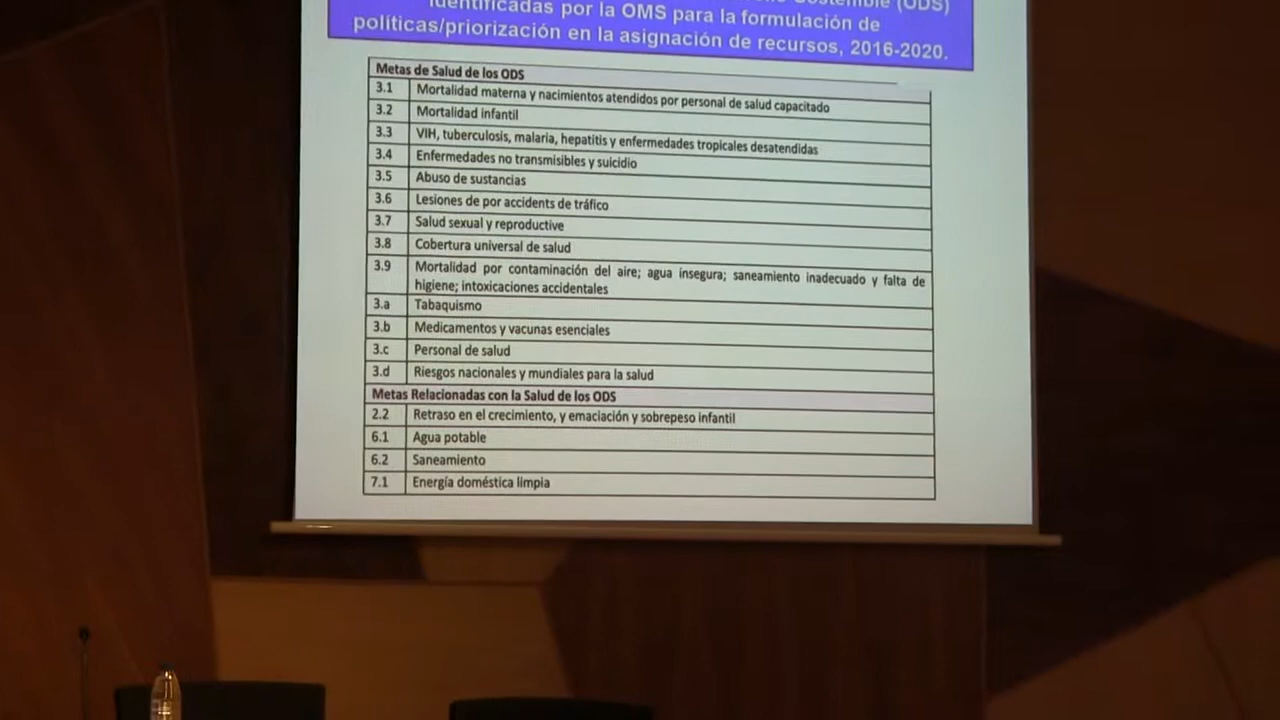 (ODS)
identificadas por la OMS para la formulación de
políticas/priorización en la asignación de recursos, 2016-2020.
Metas de Salud de los ODS
3.1 Mortalidad materna y nacimientos atendidos por personal de salud capacitado
3.2 Mortalidad infantil
3.3 VIH, tuberculosis, malaria, hepatitis y enfermedades tropicales desatendidas
3.4 Enfermedades no transmisibles y suicidio
3.5 Abuso de sustancias
3.6 Lesiones de por accidents de tráfico
3.7 Salud sexual y reproductive
3.8 Cobertura universal de salud
3.9 Mortalidad por contaminación del aire; agua insegura; saneamiento inadecuado y falta de
higiene; intoxicaciones accidentales
3.a Tabaquismo
3.b Medicamentos y vacunas esenciales
3.c Personal de salud
3.d Riesgos nacionales y mundiales para la salud
Metas Relacionadas con la Salud de los ODS
2.2 Retraso en el crecimiento, y emaciación y sobrepeso infantil
6.1 Agua potable
6.2 Saneamiento
7.1 Energía doméstica limpia